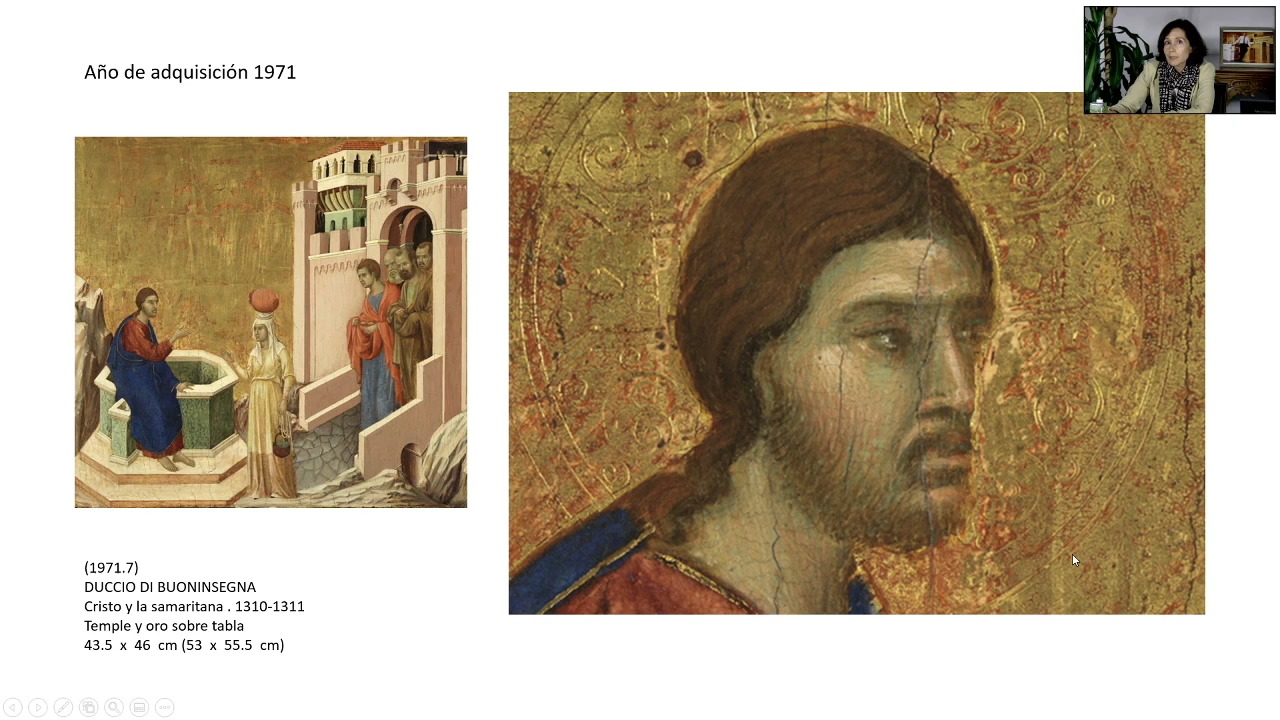 Año de adquisición 1971
(1971.7)
DUCCIO DI BUONINSEGNA
Cristo y la samaritana . 1310-1311
Temple y oro sobre tabla
43.5 x 46 cm (53 x 55.5 cm)